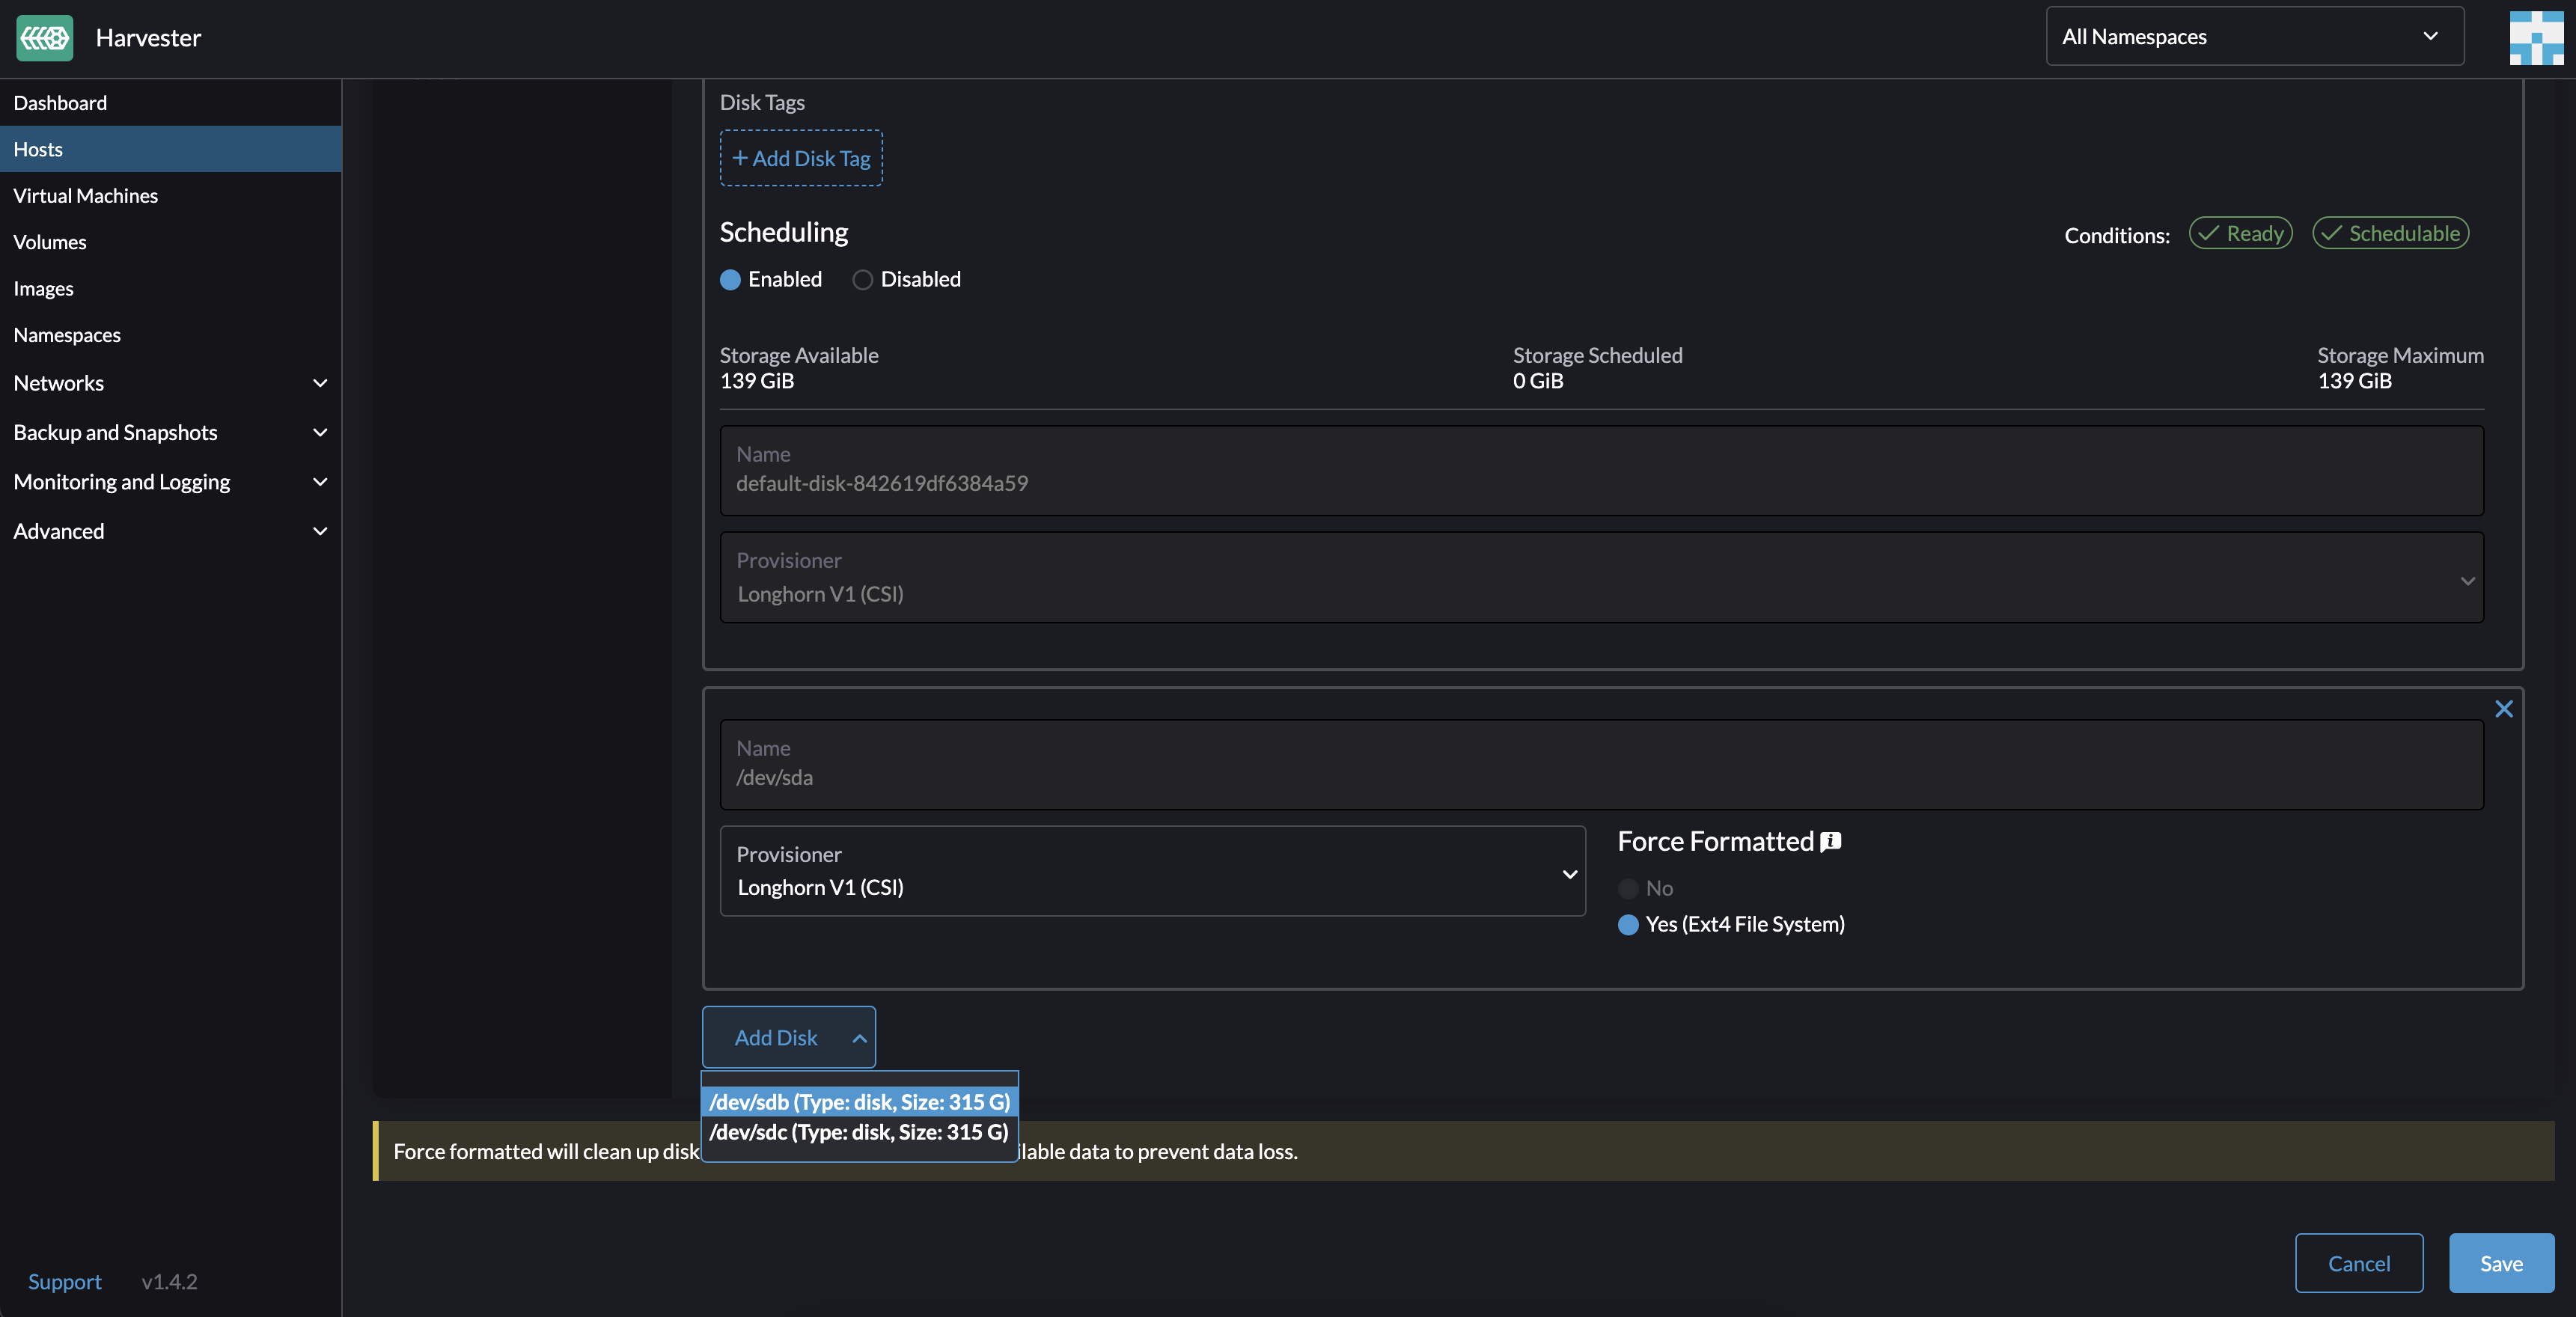 Harvester
All Namespaces
Dashboard
Hosts
Virtual Machines
Volumes
Images
Namespaces
Networks
Backup and Snapshots
Monitoring and Logging
Advanced
Support v1.4.2
Disk Tags
+ Add Disk Tag
Scheduling
Conditions: Ready Schedulable
Enabled Disabled
Storage Available Storage Scheduled Storage Maximum
139 GiB 0 GiB 139 GiB
Name
default-disk-842619df6384a59
Provisioner
Longhorn V1 (CSI)
Name
/dev/sda
Provisioner
Longhorn V1 (CSI)
Force Formatted
No
Yes (Ext4 File System)
Add Disk
/dev/sdb (Type: disk, Size: 315 G)
/dev/sdc (Type: disk, Size: 315 G)
Force formatted will clean up disk data to prevent data loss.
Cancel Save